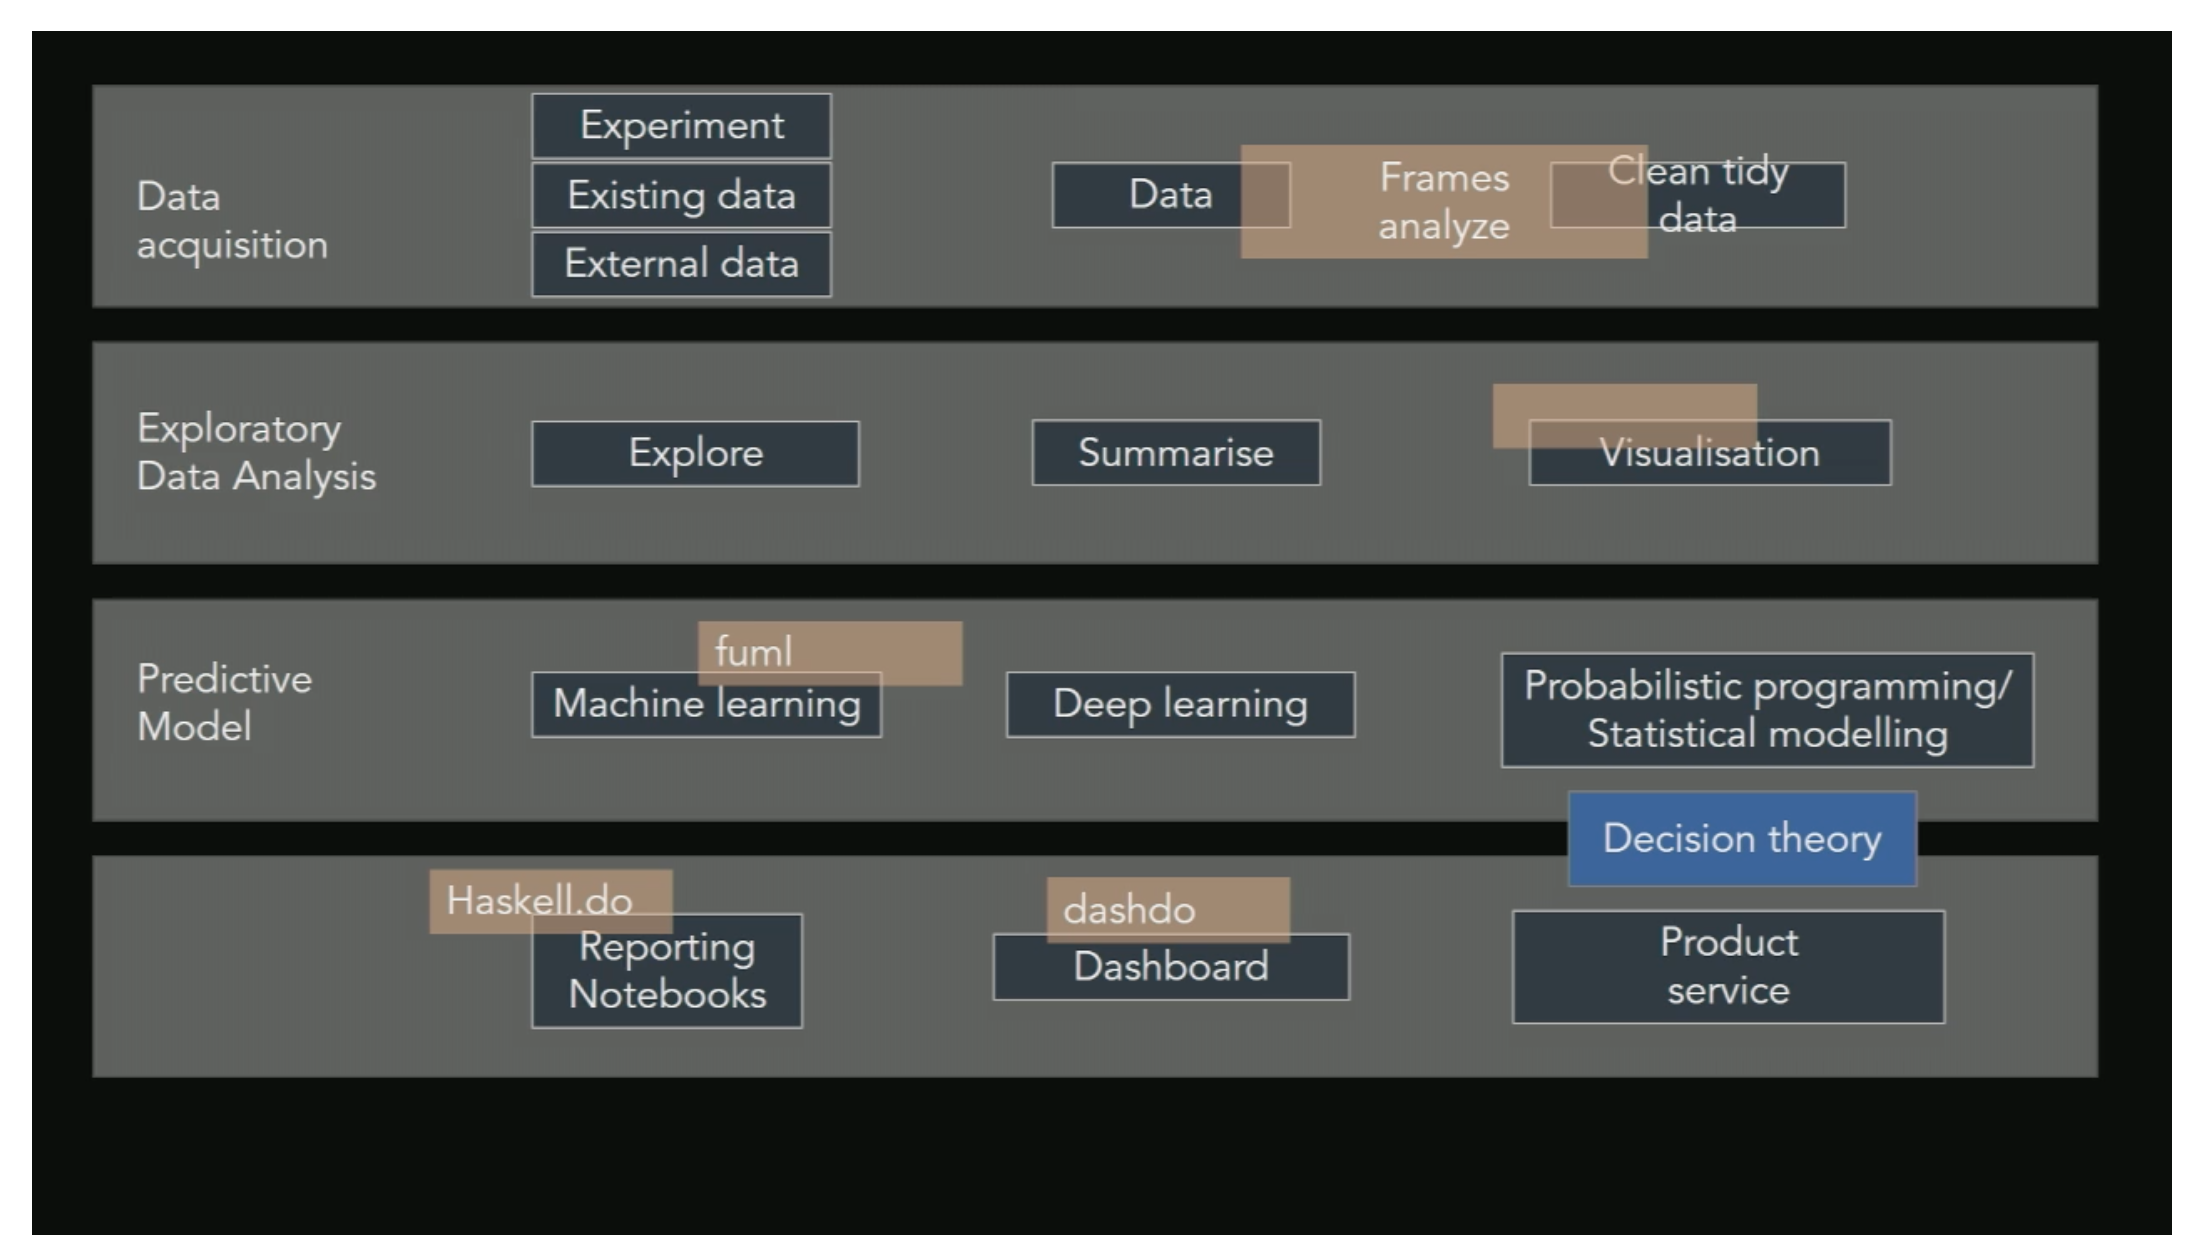 Data
acquisition
Experiment
Existing data
External data
Data
Frames
analyze
Clean tidy
data
Exploratory
Data Analysis
Explore
Summarise
Visualisation
Predictive
Model
fuml
Machine learning
Deep learning
Probabilistic programming/
Statistical modelling
Decision theory
Haskell.do
Reporting
Notebooks
dashdo
Dashboard
Product
service